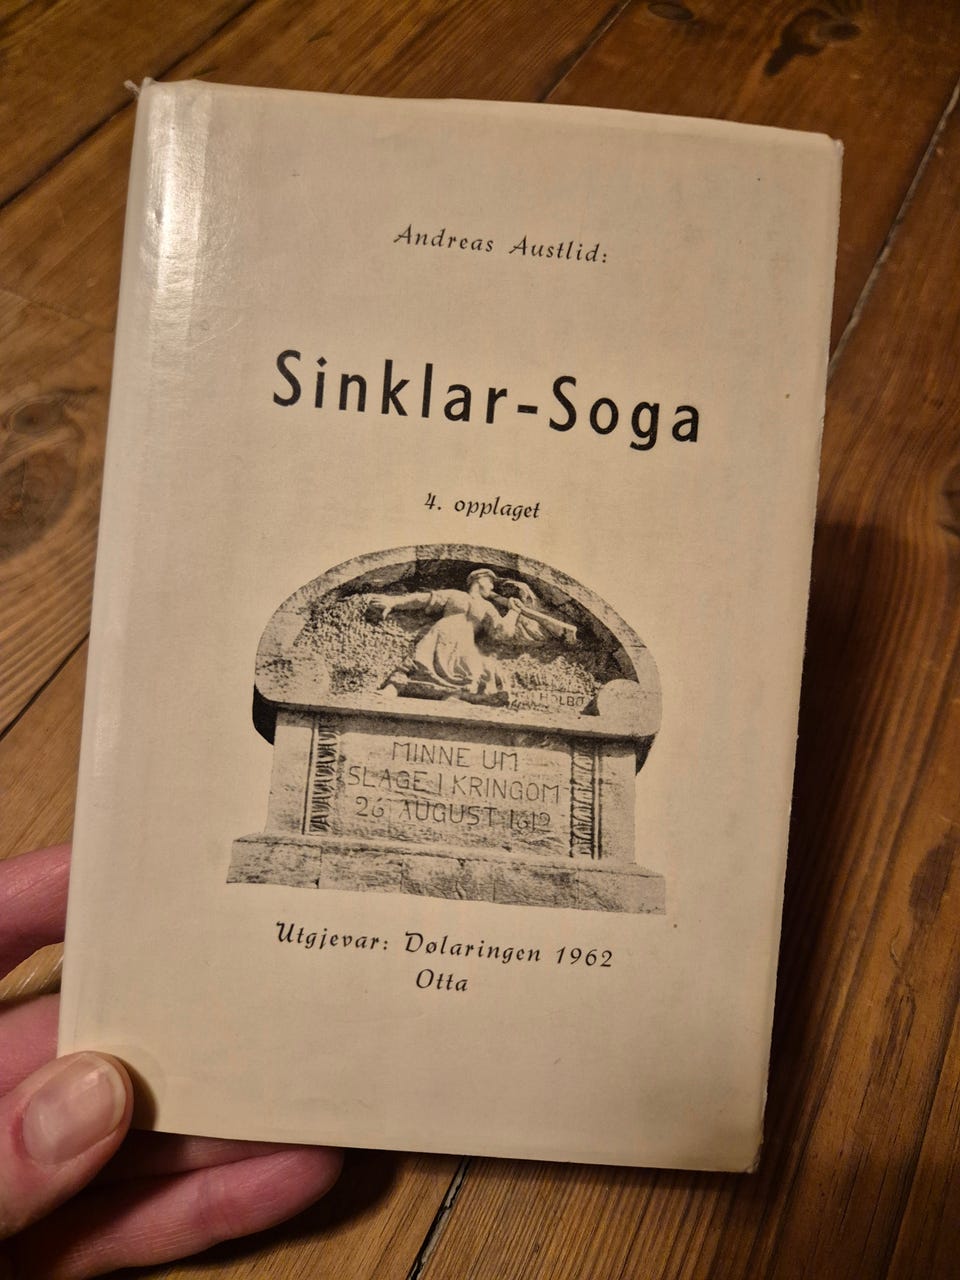 Andreas Austlid:
Sinklar-Soga
4. opplaget
MINNE UM
SLAGE I KRINGOM
26 AUGUST 1612
Utgjevar: Dølaringen 1962
Otta